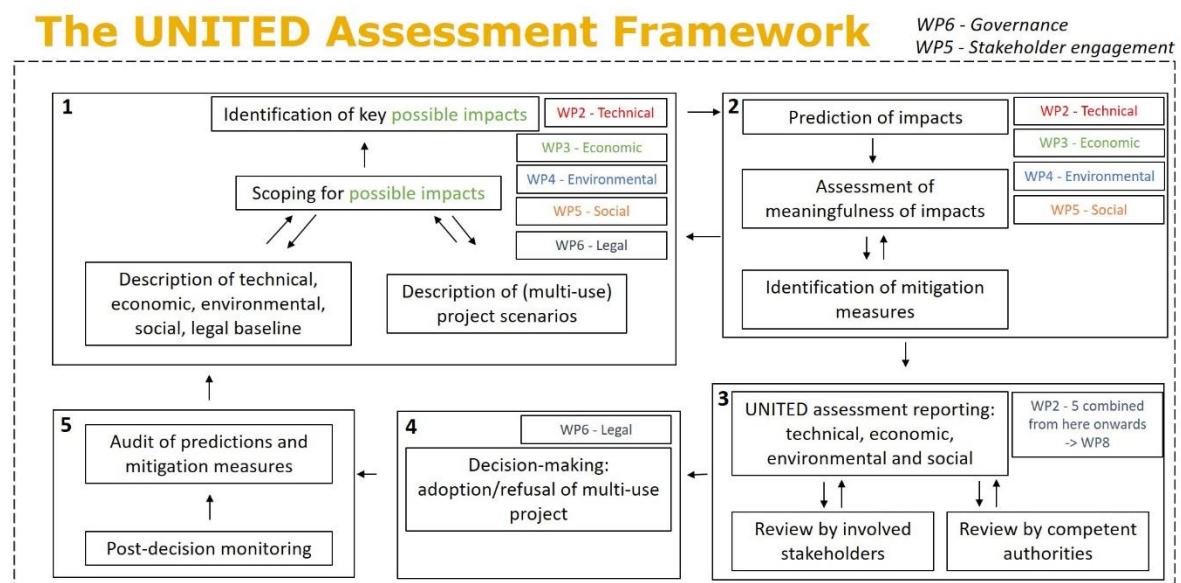 The UNITED Assessment Framework
WP6 - Governance
WP5 - Stakeholder engagement
1
Identification of key possible impacts
WP2 - Technical
WP3 - Economic
Scoping for possible impacts
WP4 - Environmental
WP5 - Social
WP6 - Legal
Description of technical,
economic, environmental,
social, legal baseline
Description of (multi-use)
project scenarios
2
Prediction of impacts
WP2 - Technical
WP3 - Economic
Assessment of
meaningfulness of impacts
WP4 - Environmental
WP5 - Social
Identification of mitigation
measures
3
UNITED assessment reporting:
technical, economic,
environmental and social
WP2 - 5 combined
from here onwards
-> WP8
Review by involved
stakeholders
Review by competent
authorities
4
WP6 - Legal
Decision-making:
adoption/refusal of multi-use
project
5
Audit of predictions and
mitigation measures
Post-decision monitoring